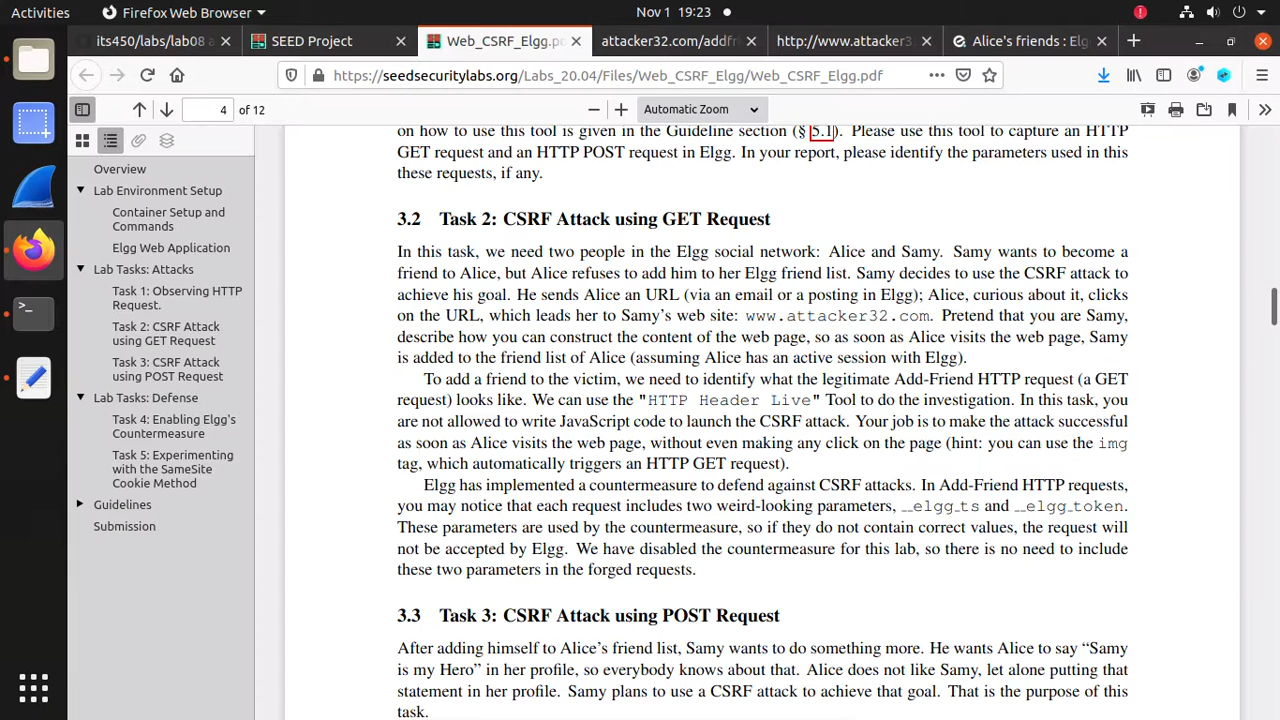 Activities
Firefox Web Browser
Nov 1 19:23
its450/labs/lab08
SEED Project
Web_CSRF_Elgg.p
attacker32.com/addf
http://www.attacker3
Alice's friends : Elg
https://seedsecuritylabs.org/Labs_20.04/Files/Web_CSRF_Elgg/Web_CSRF_Elgg.pdf
4 of 12
Automatic Zoom
Overview
Lab Environment Setup
Container Setup and
Commands
Elgg Web Application
Lab Tasks: Attacks
Task 1: Observing HTTP
Request.
Task 2: CSRF Attack
using GET Request
Task 3: CSRF Attack
using POST Request
Lab Tasks: Defense
Task 4: Enabling Elgg's
Countermeasure
Task 5: Experimenting
with the SameSite
Cookie Method
Guidelines
Submission
on how to use this tool is given in the Guideline section (§ 5.1). Please use this tool to capture an HTTP
GET request and an HTTP POST request in Elgg. In your report, please identify the parameters used in this
these requests, if any.
3.2 Task 2: CSRF Attack using GET Request
In this task, we need two people in the Elgg social network: Alice and Samy. Samy wants to become a
friend to Alice, but Alice refuses to add him to her Elgg friend list. Samy decides to use the CSRF attack to
achieve his goal. He sends Alice an URL (via an email or a posting in Elgg); Alice, curious about it, clicks
on the URL, which leads her to Samy's web site: www.attacker32.com. Pretend that you are Samy,
describe how you can construct the content of the web page, so as soon as Alice visits the web page, Samy
is added to the friend list of Alice (assuming Alice has an active session with Elgg).
To add a friend to the victim, we need to identify what the legitimate Add-Friend HTTP request (a GET
request) looks like. We can use the "HTTP Header Live" Tool to do the investigation. In this task, you
are not allowed to write JavaScript code to launch the CSRF attack. Your job is to make the attack successful
as soon as Alice visits the web page, without even making any click on the page (hint: you can use the img
tag, which automatically triggers an HTTP GET request).
Elgg has implemented a countermeasure to defend against CSRF attacks. In Add-Friend HTTP requests,
you may notice that each request includes two weird-looking parameters, __elgg_ts and __elgg_token.
These parameters are used by the countermeasure, so if they do not contain correct values, the request will
not be accepted by Elgg. We have disabled the countermeasure for this lab, so there is no need to include
these two parameters in the forged requests.
3.3 Task 3: CSRF Attack using POST Request
After adding himself to Alice's friend list, Samy wants to do something more. He wants Alice to say “Samy
is my Hero” in her profile, so everybody knows about that. Alice does not like Samy, let alone putting that
statement in her profile. Samy plans to use a CSRF attack to achieve that goal. That is the purpose of this
task.